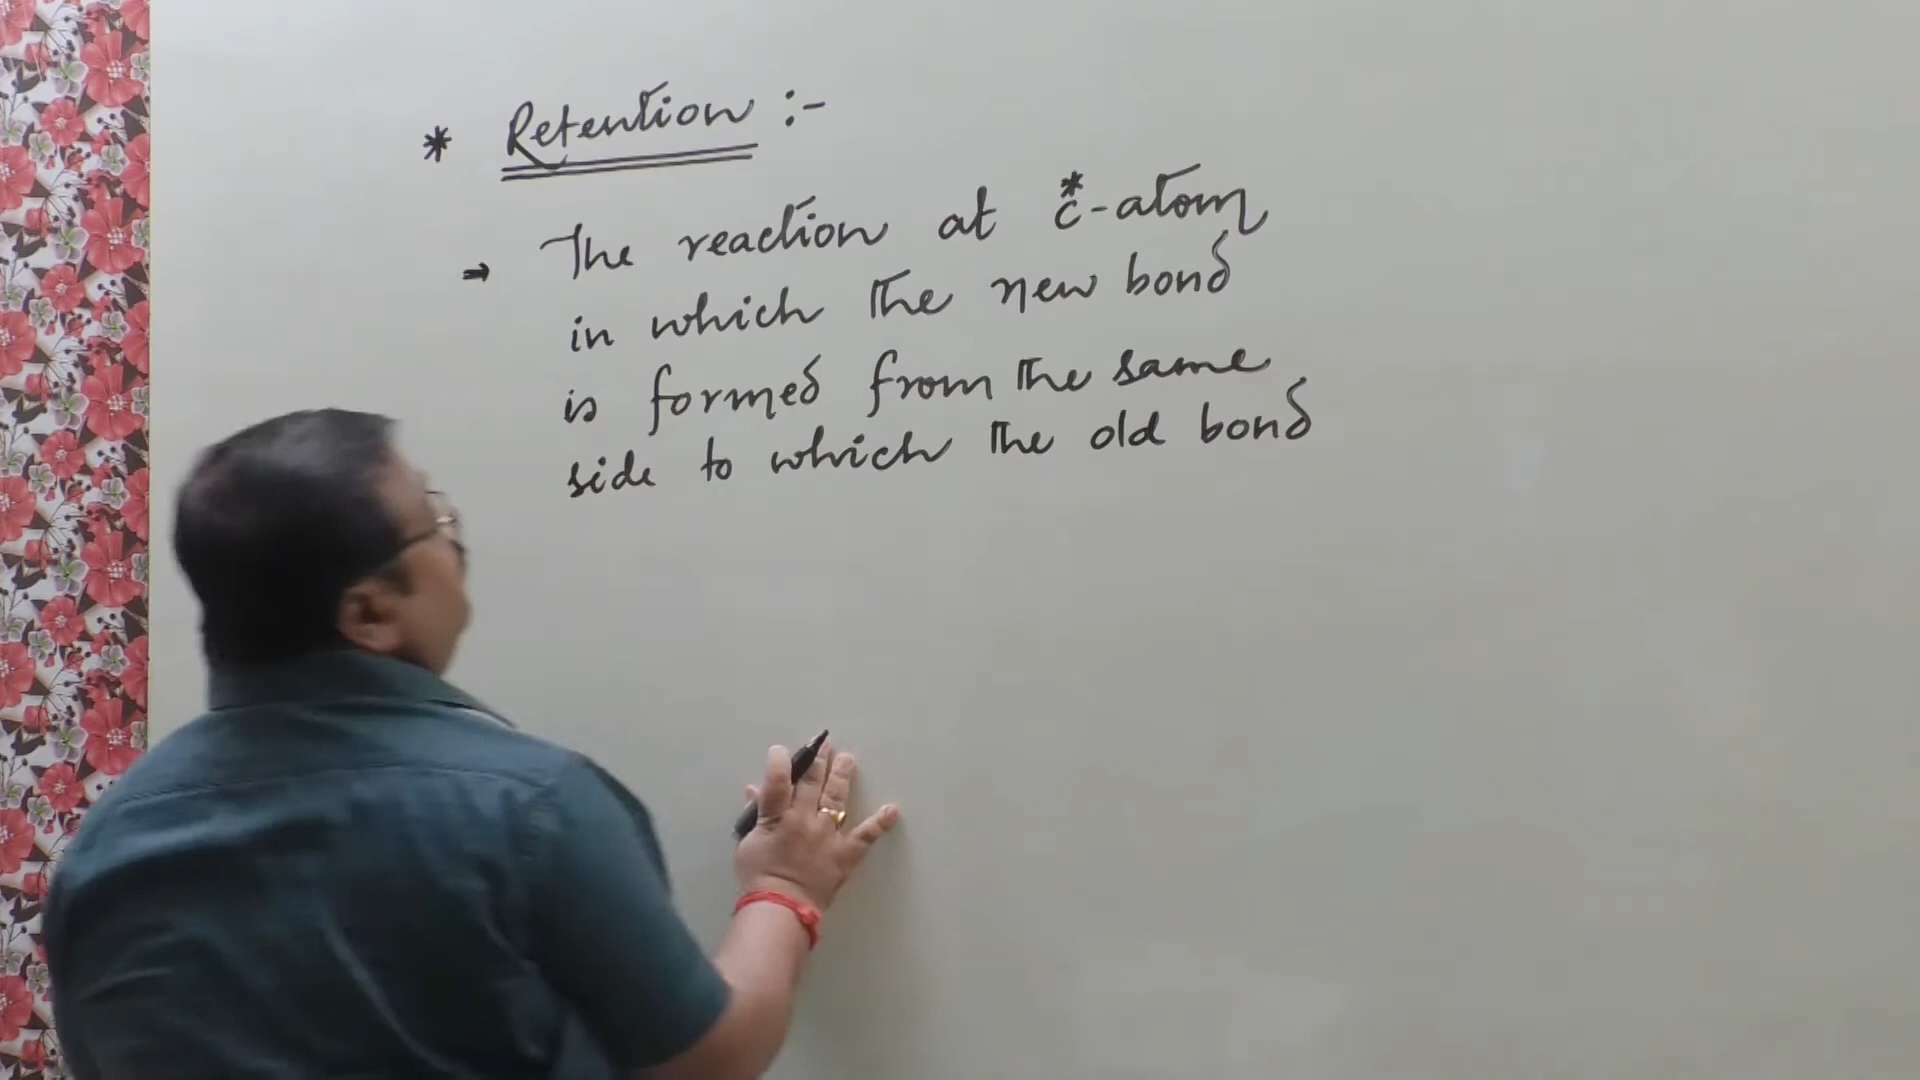 * Retention :-
→ The reaction at C*-atom
in which the new bond
is formed from the same
side to which the old bond